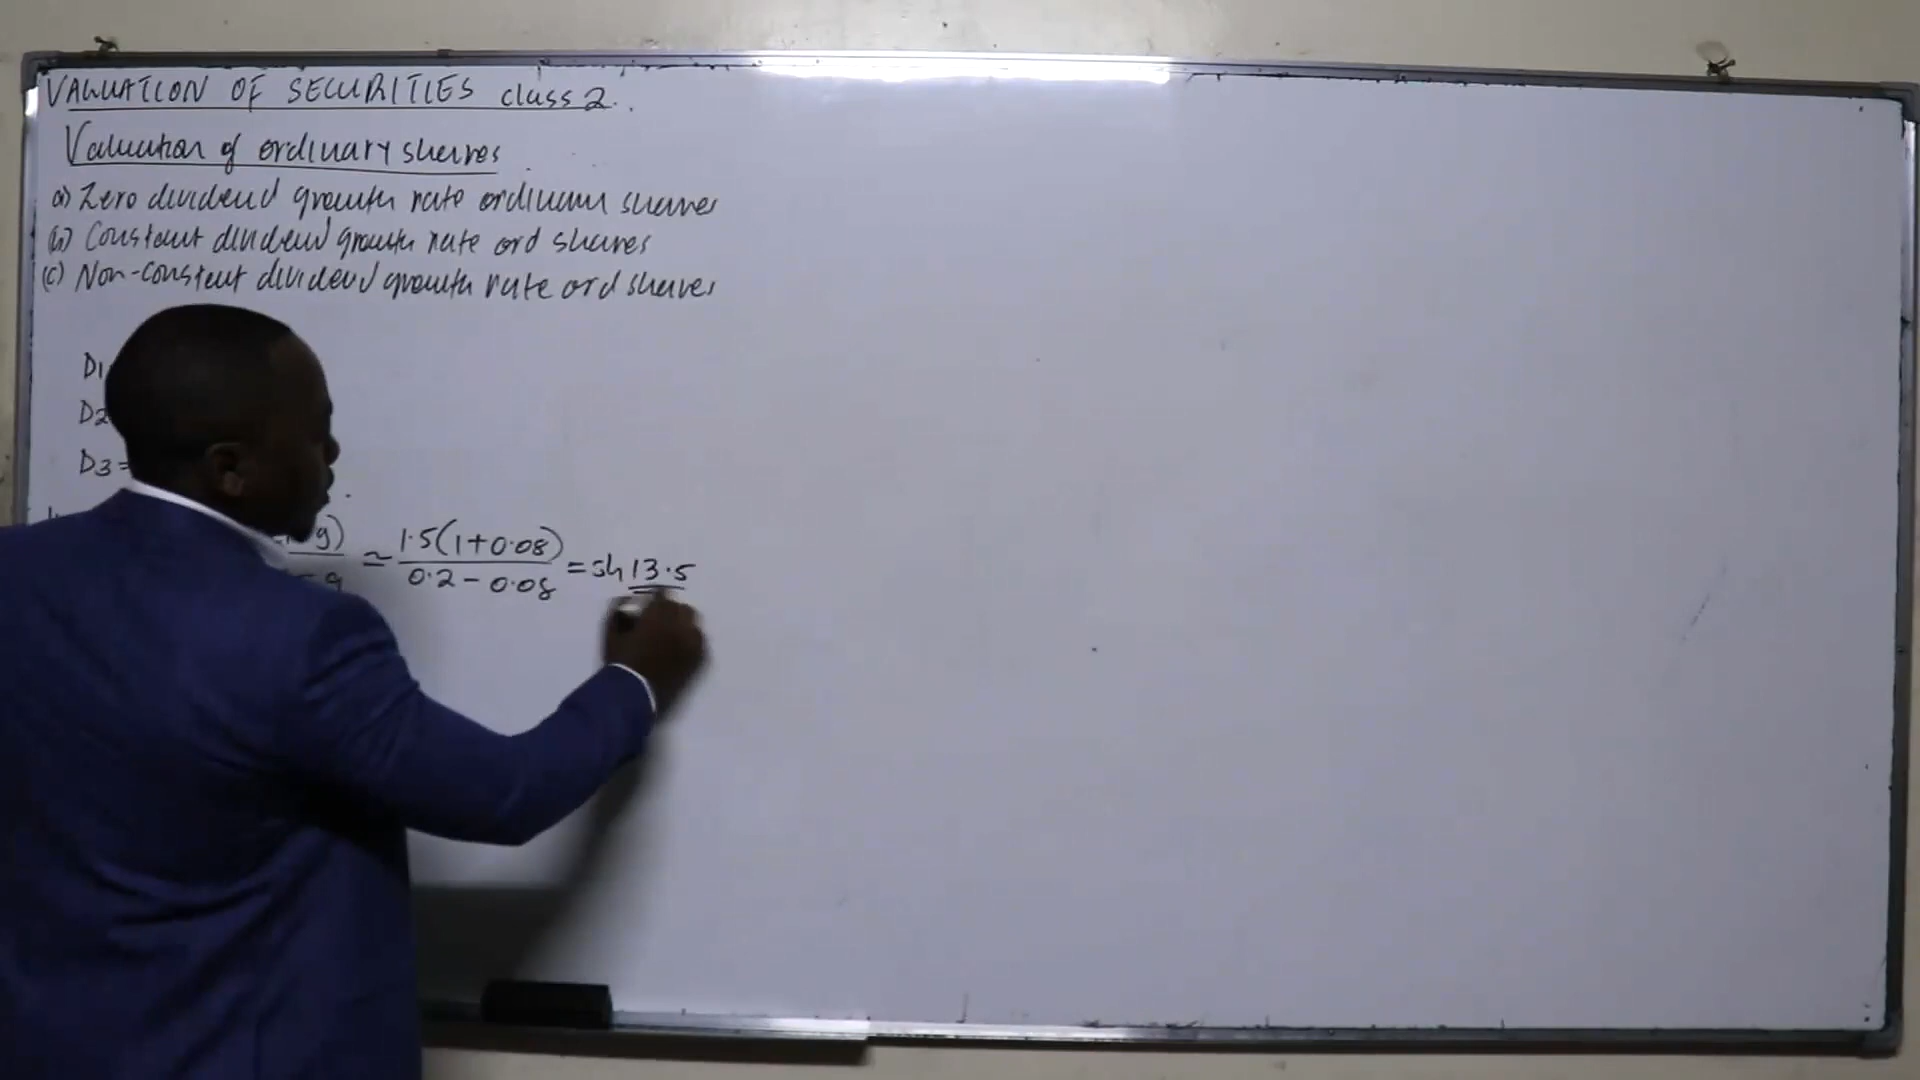 VALUATION OF SECURITIES class 2.
Valuation of ordinary shares
a) Zero dividend growth rate ordinary shares
(b) Constant dividend growth rate ord shares
(c) Non-constant dividend growth rate ord shares
D1
D2
D3 =
g) / - g ≃ 1.5(1+0.08) / 0.2 - 0.08 = sh 13.5